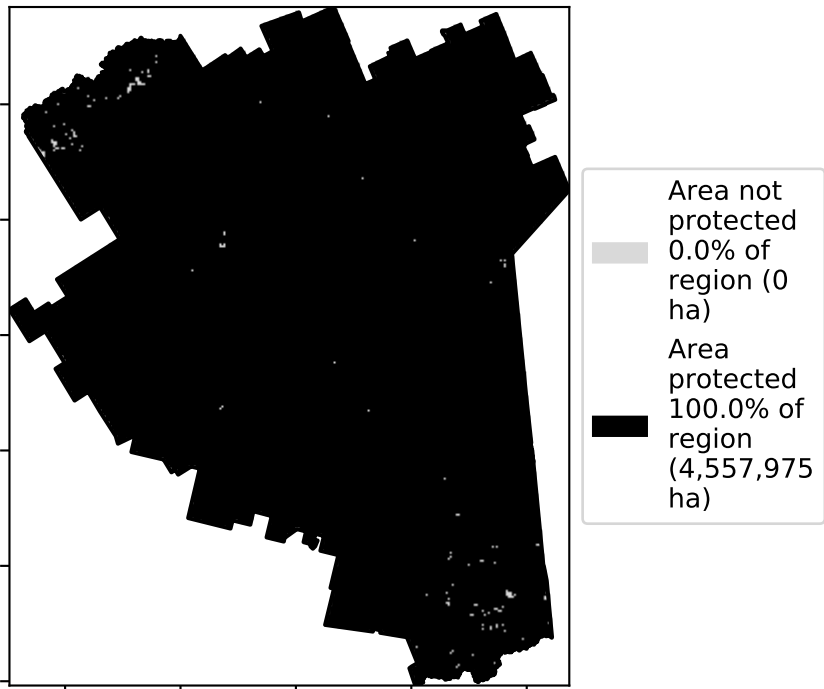 Area not
protected
0.0% of
region (0
ha)
Area
protected
100.0% of
region
(4,557,975
ha)